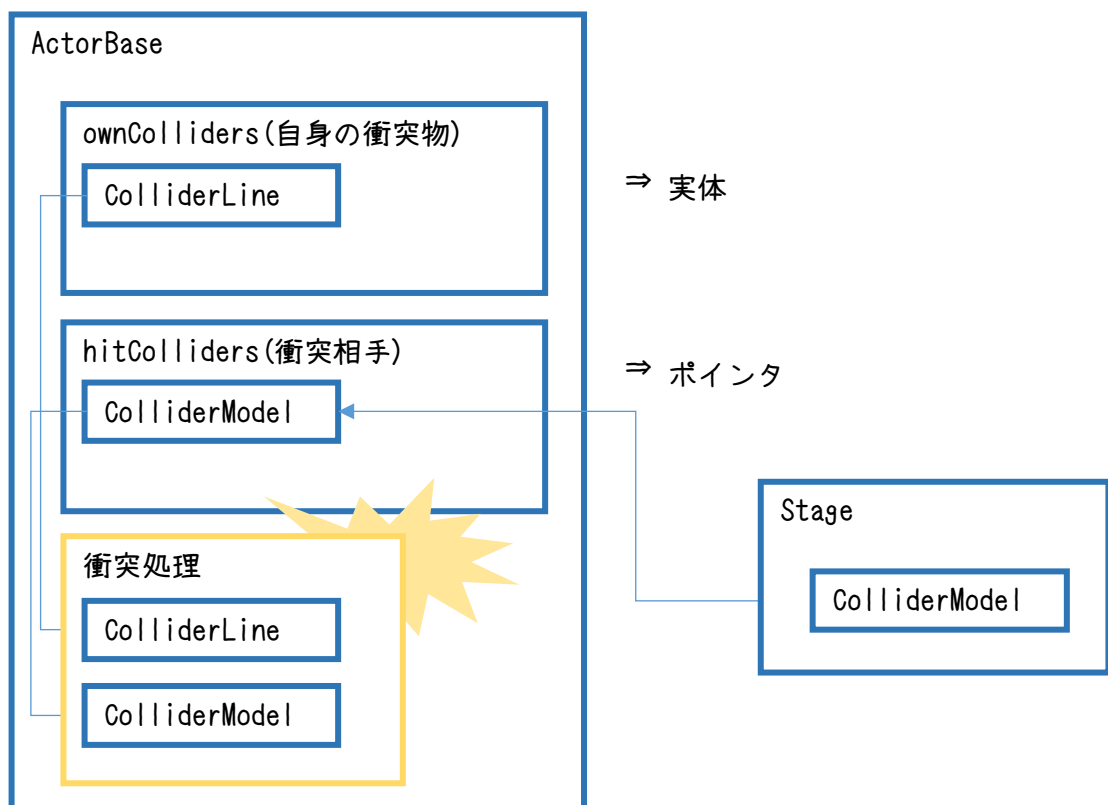 ActorBase
ownColliders(自身の衝突物)
ColliderLine
⇒ 実体
hitColliders(衝突相手)
⇒ ポインタ
ColliderModel
Stage
ColliderModel
衝突処理
ColliderLine
ColliderModel